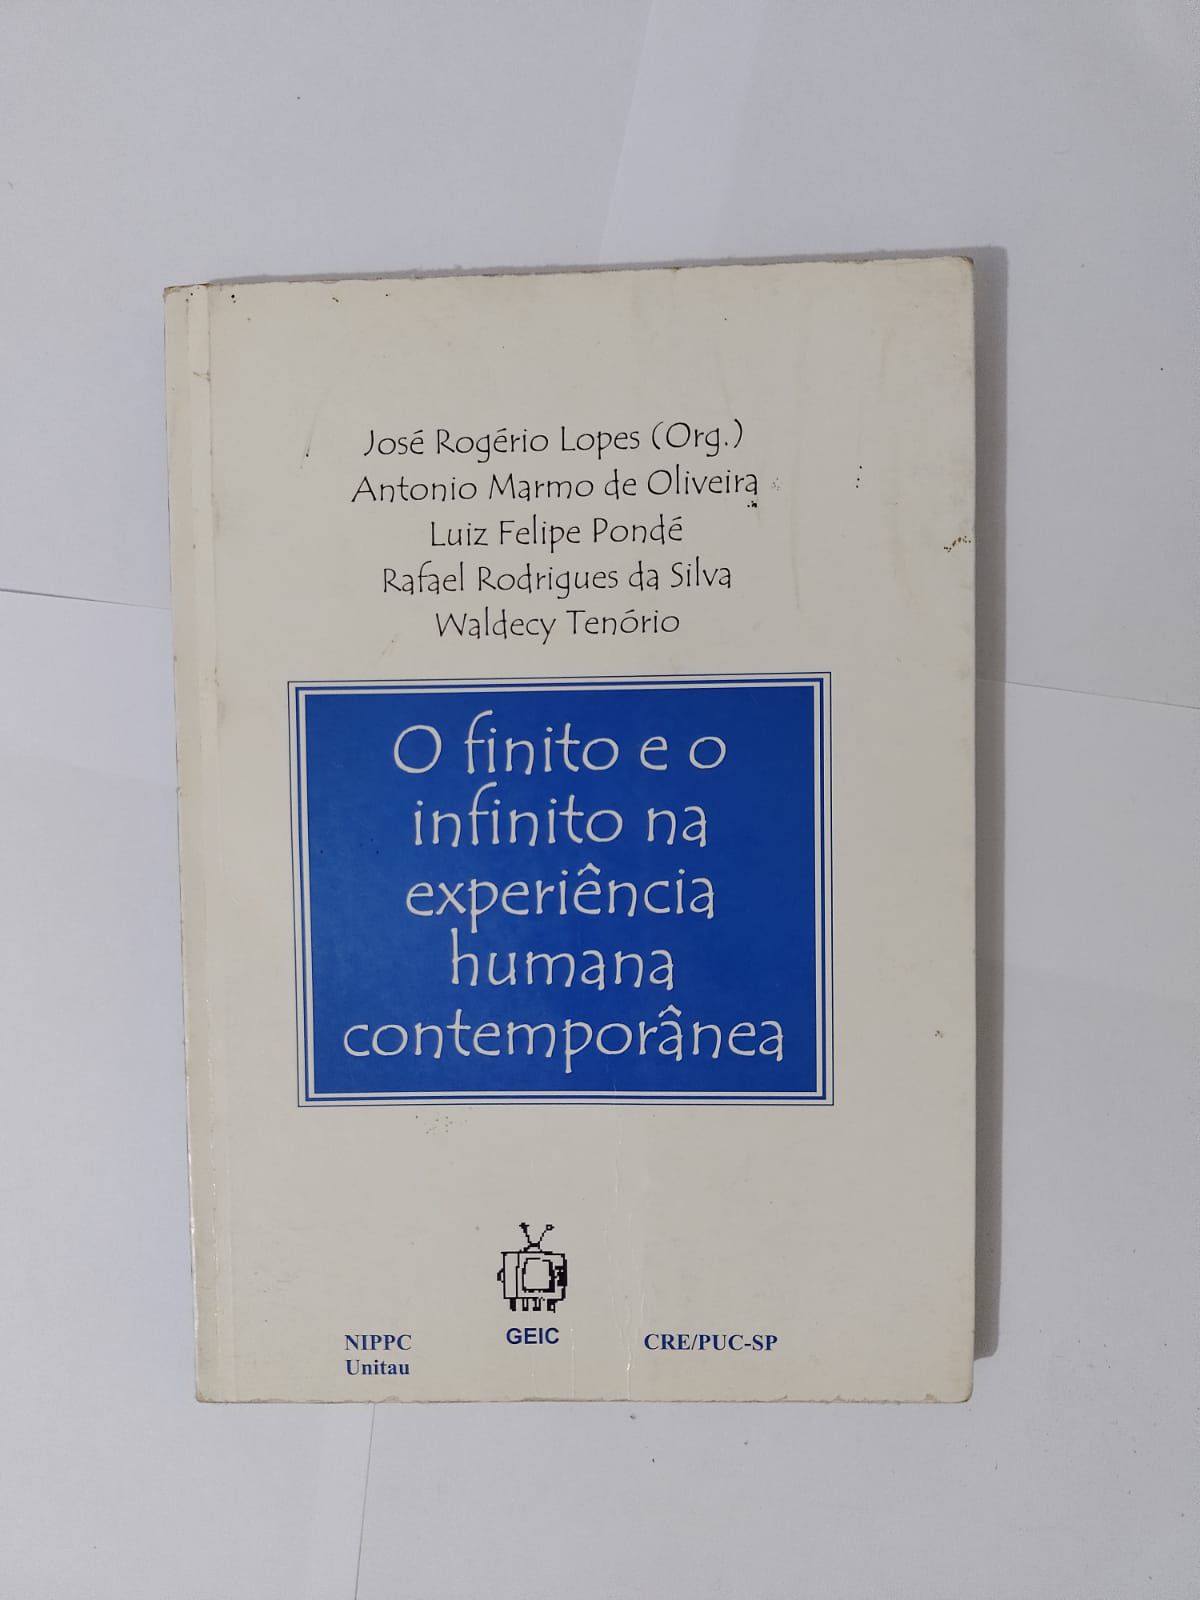 José Rogério Lopes (Org.)
Antonio Marmo de Oliveira
Luiz Felipe Pondé
Rafael Rodrigues da Silva
Waldecy Tenório
O finito e o
infinito na
experiência
humana
contemporânea
NIPPC
Unitau
GEIC
CRE/PUC-SP